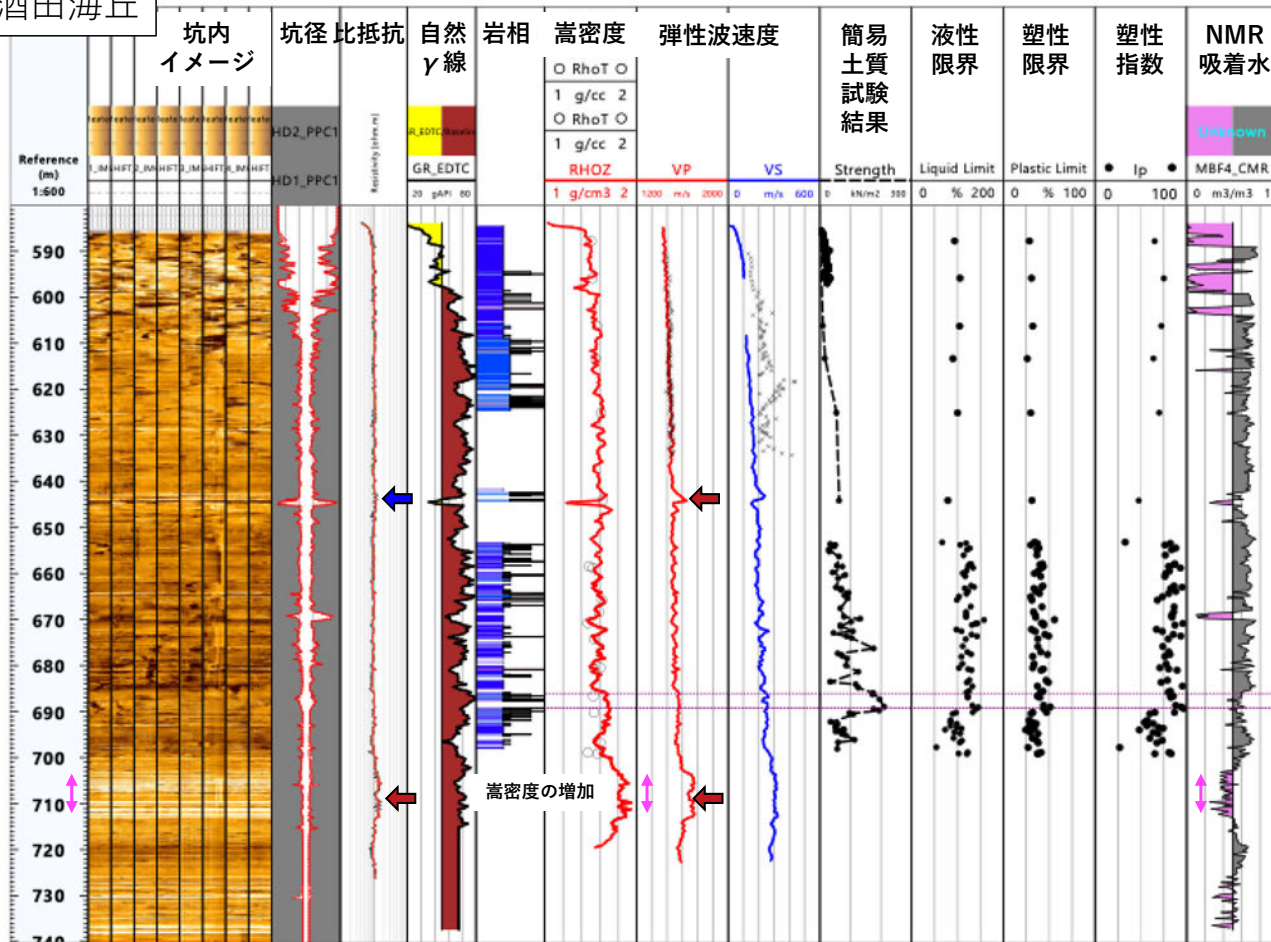 酒田海丘
坑内
イメージ
坑径
比抵抗
自然
γ線
岩相
嵩密度
弾性波速度
簡易
土質
試験
結果
液性
限界
塑性
限界
塑性
指数
NMR
吸着水
RhoT
1 g/cc 2
RhoT
1 g/cc 2
HD2_PPC1
HD1_PPC1
Resistivity (ohm.m)
Unknown
Reference
(m)
1:600
GR_EDTC
20 gAPI 80
RHOZ
1 g/cm3 2
VP
1200 m/s 2000
VS
0 m/s 600
Strength
0 kN/m2 300
Liquid Limit
0 % 200
Plastic Limit
0 % 100
Ip
0 100
MBF4_CMR
0 m3/m3 1
590
600
610
620
630
640
650
660
670
680
690
700
710
嵩密度の増加
720
730
740